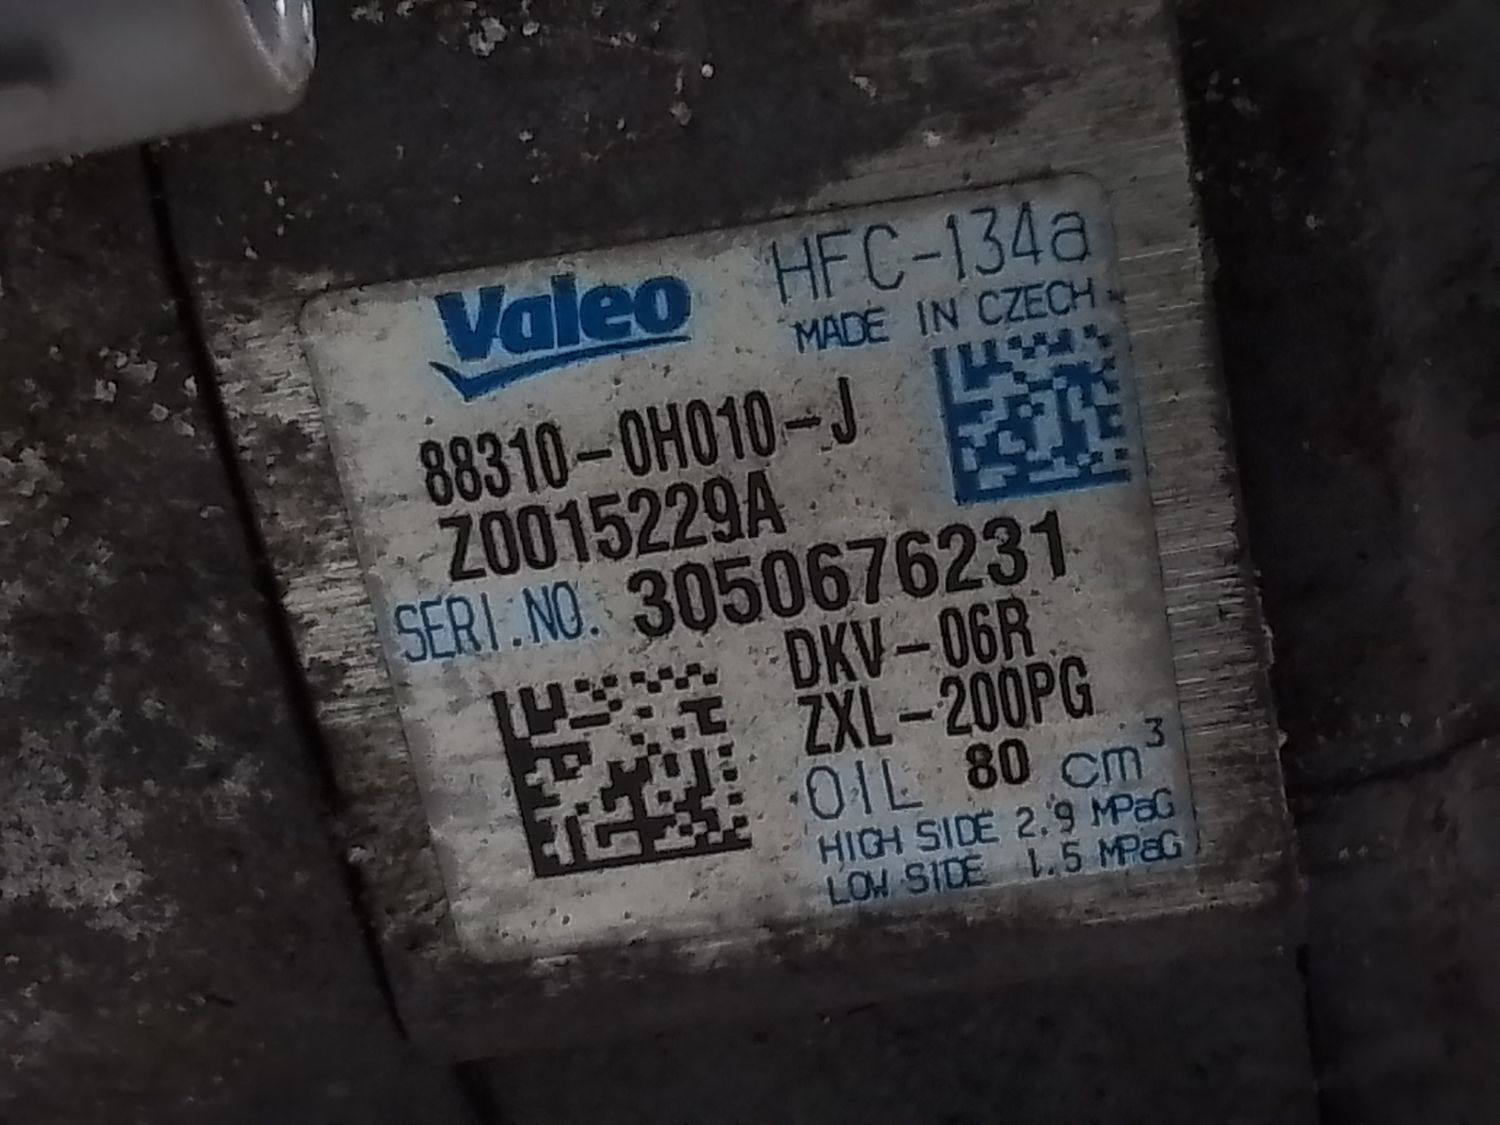 Valeo
HFC-134a
MADE IN CZECH
88310-0H010-J
Z0015229A
SERI.NO. 3050676231
DKV-06R
ZXL-200PG
OIL 80 cm³
HIGH SIDE 2.9 MPaG
LOW SIDE 1.5 MPaG